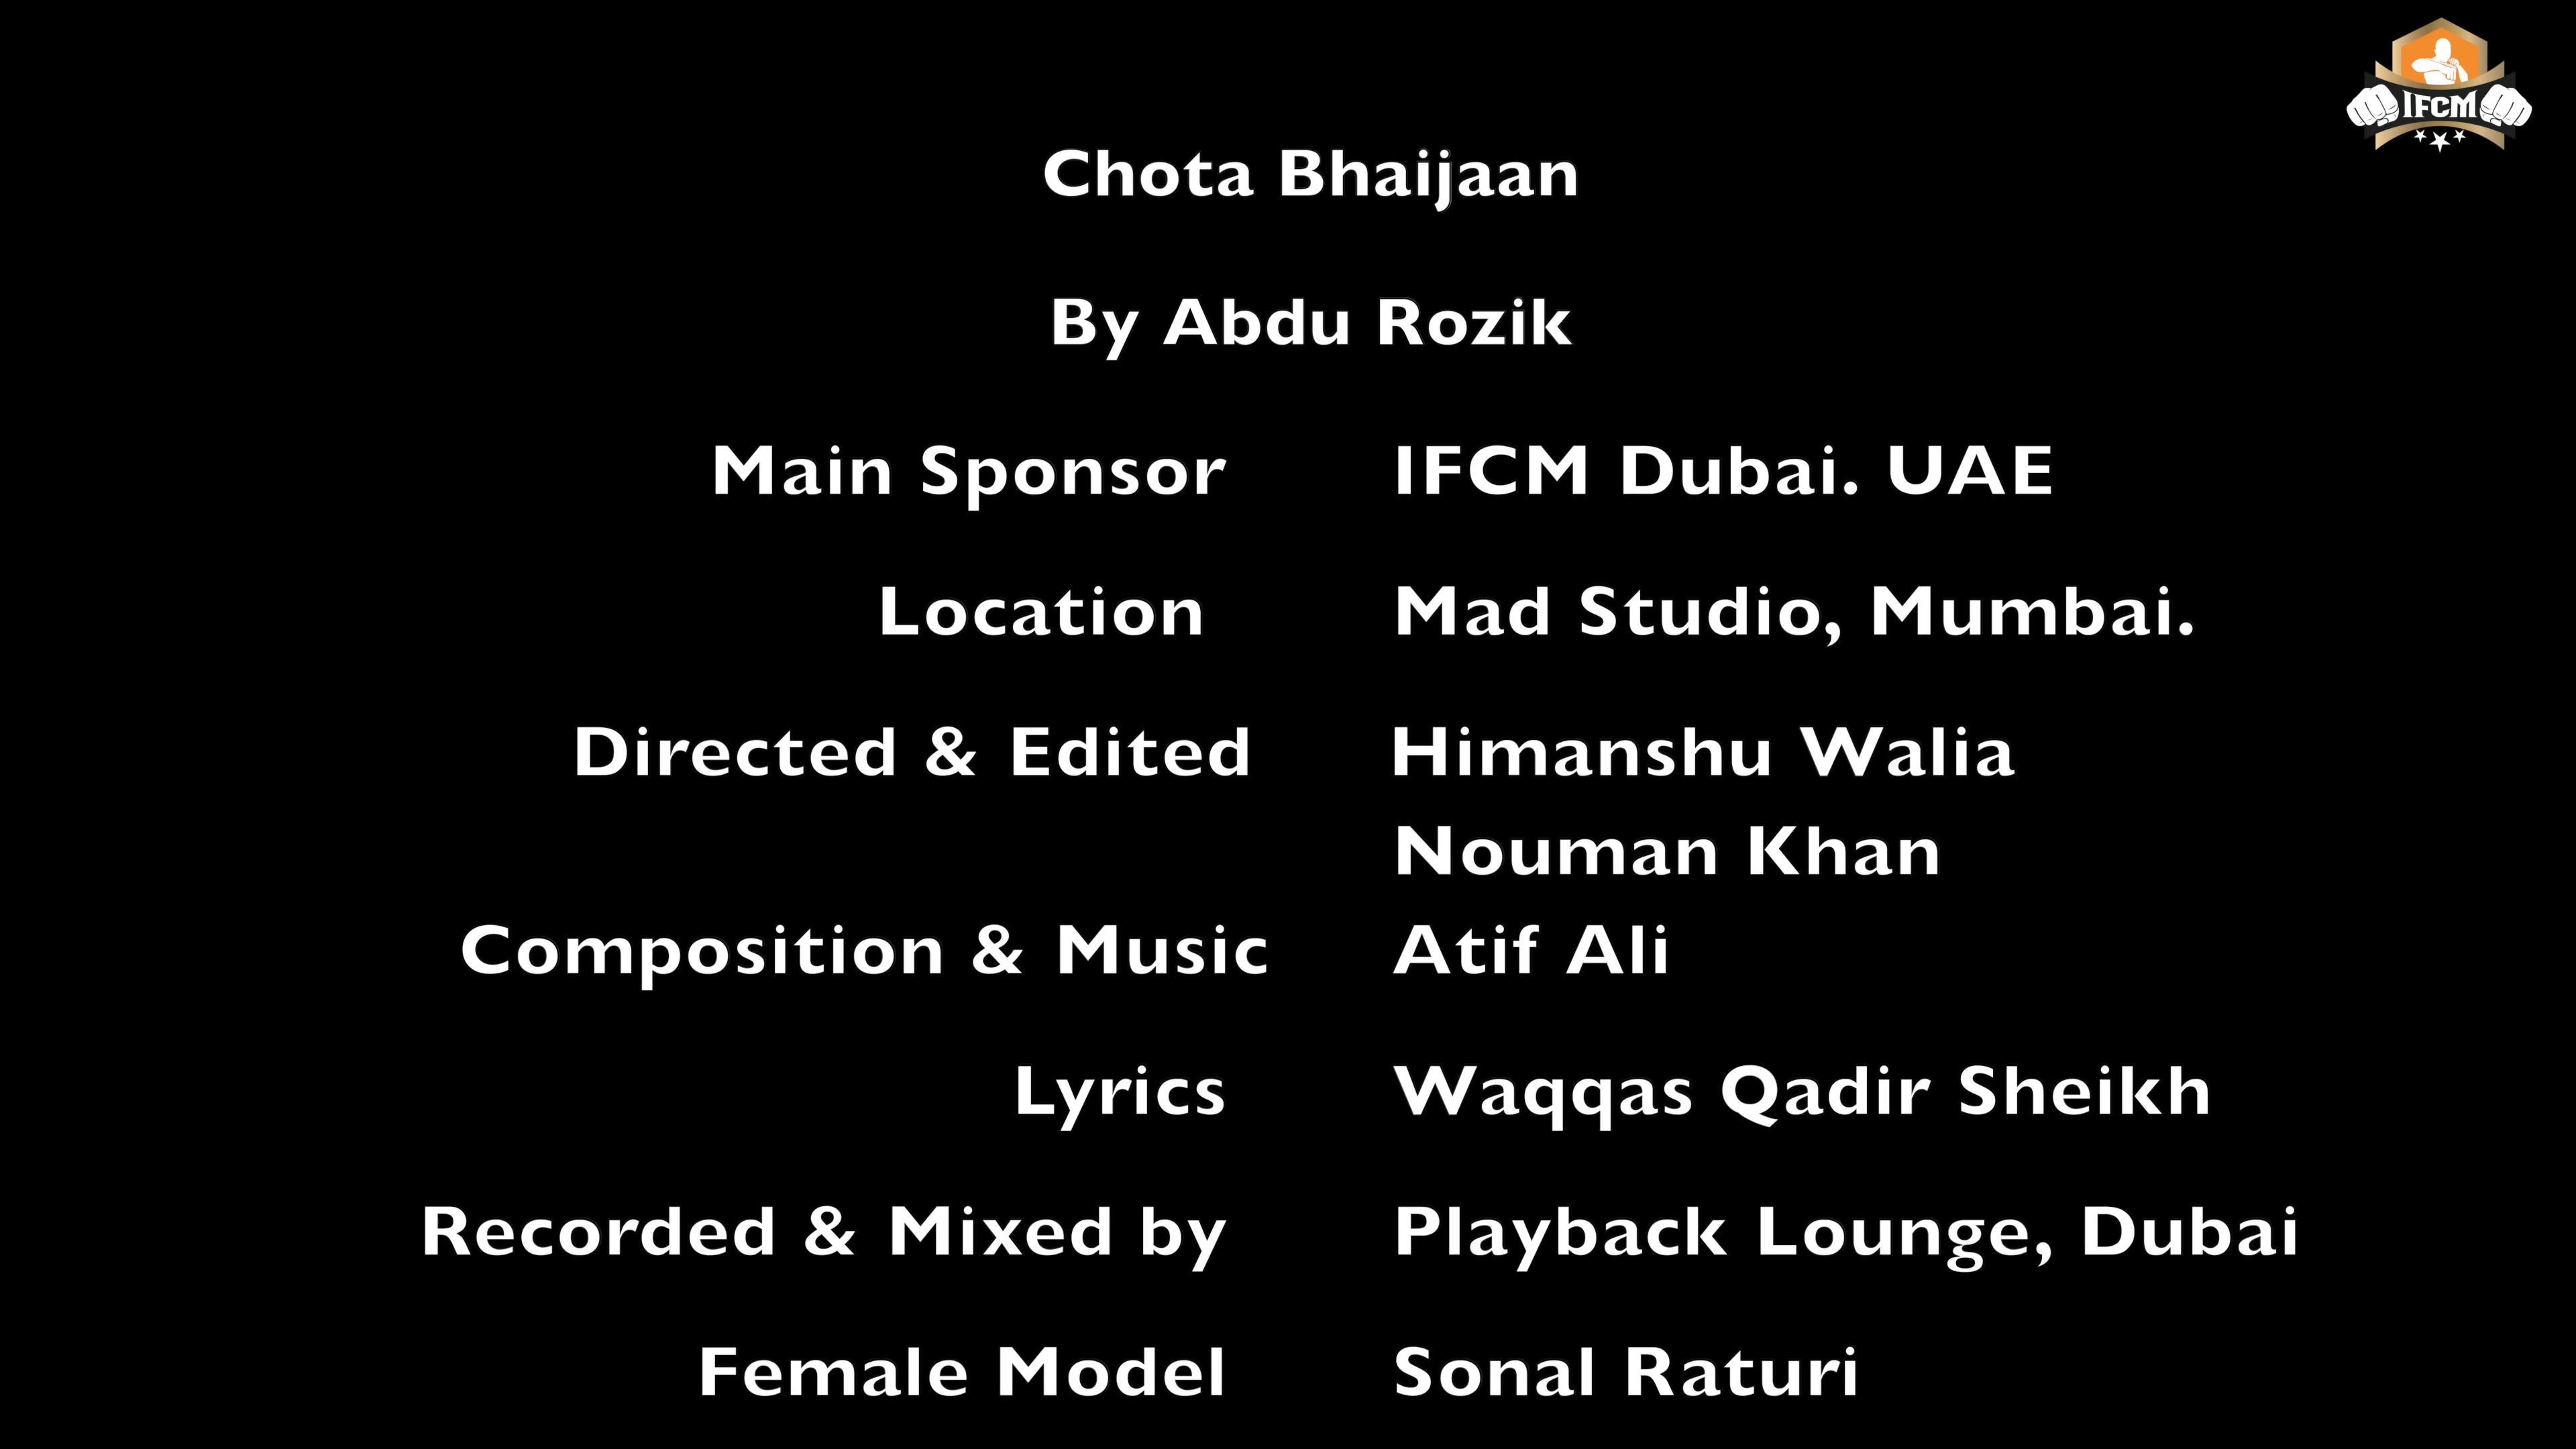 IFCM
Chota Bhaijaan
By Abdu Rozik
Main Sponsor IFCM Dubai. UAE
Location Mad Studio, Mumbai.
Directed & Edited Himanshu Walia
Nouman Khan
Composition & Music Atif Ali
Lyrics Waqqas Qadir Sheikh
Recorded & Mixed by Playback Lounge, Dubai
Female Model Sonal Raturi